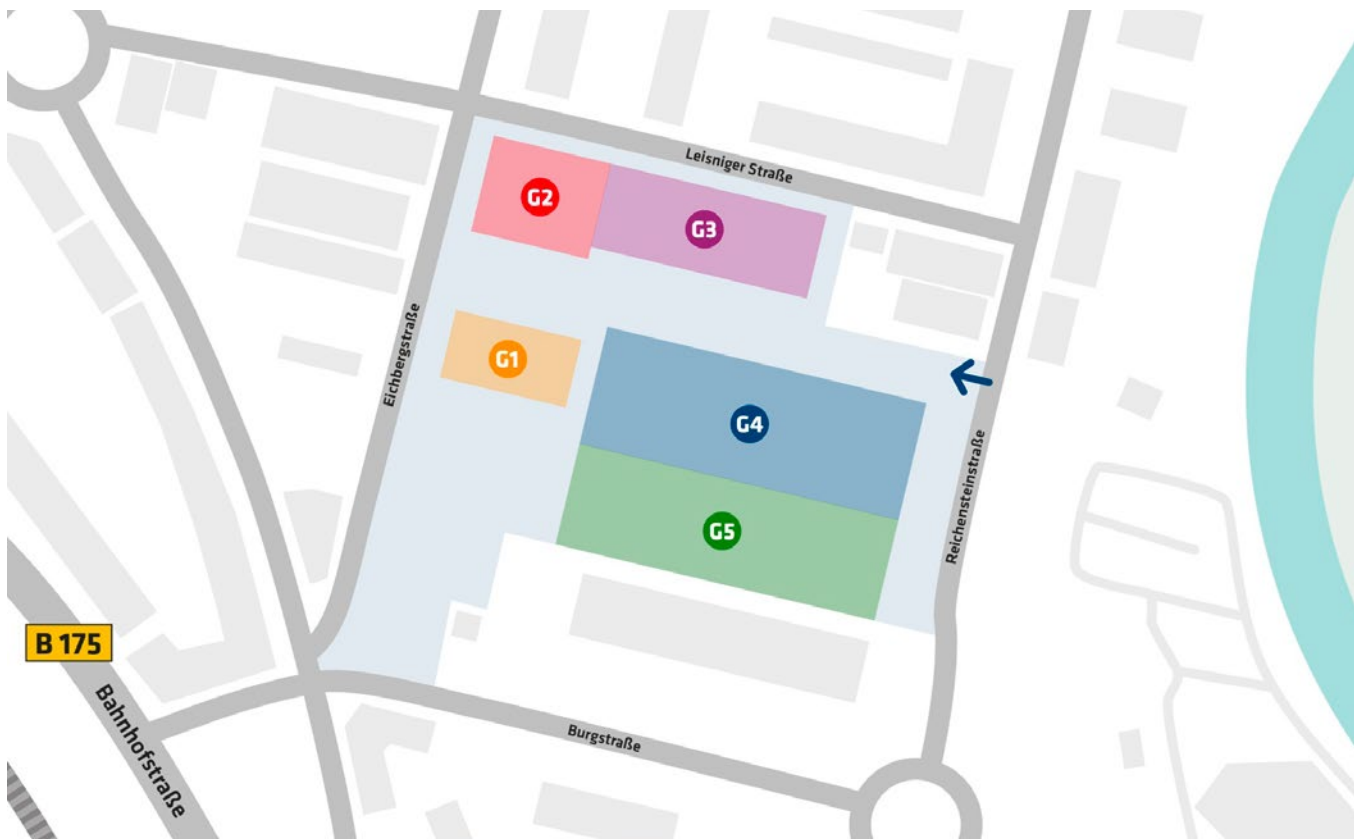 Leisniger Straße
G2
G3
Eichbergstraße
G1
G4
Reichensteinstraße
G5
B 175
Bahnhofstraße
Burgstraße